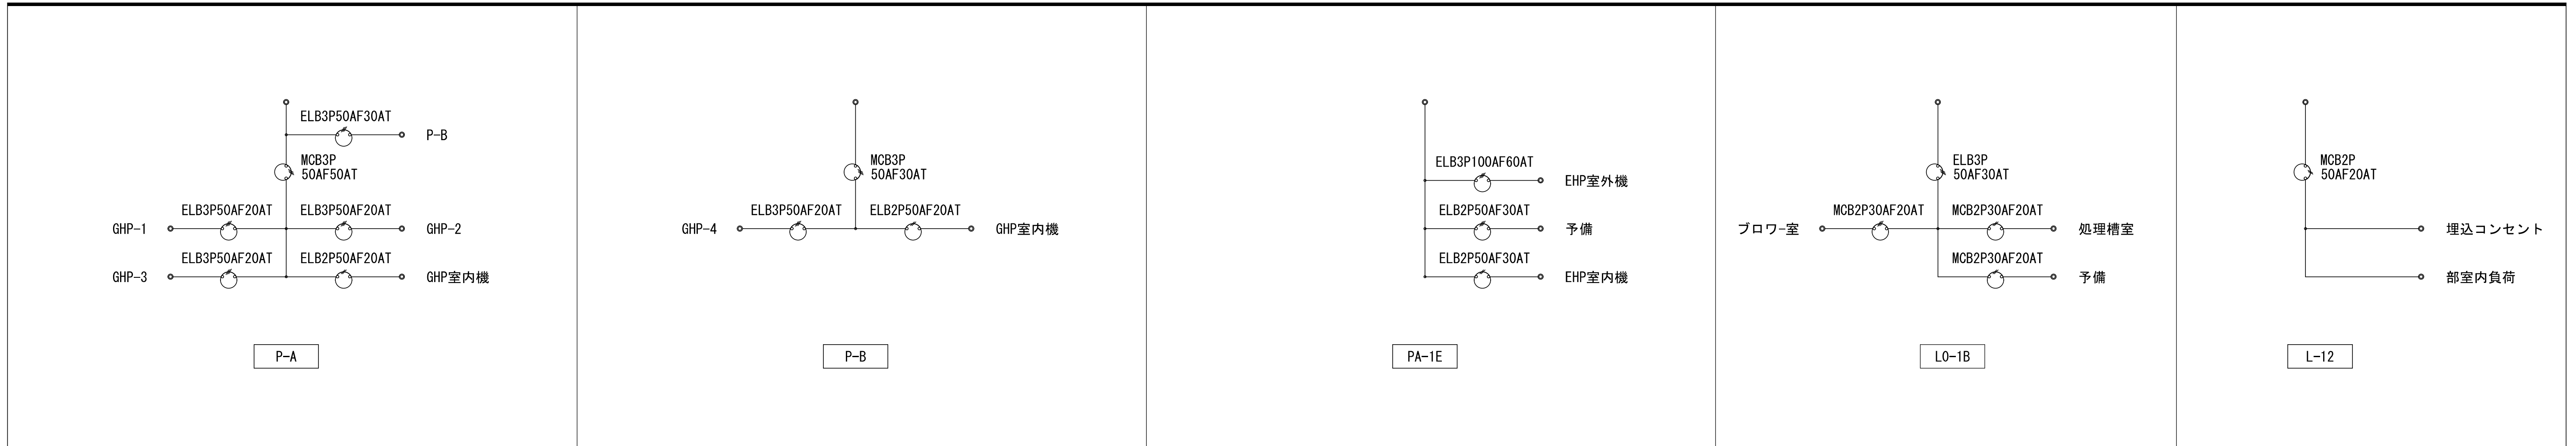 ELB3P50AF30AT
P-B
MCB3P
50AF50AT
ELB3P50AF20AT
ELB3P50AF20AT
GHP-1
GHP-2
ELB3P50AF20AT
ELB2P50AF20AT
GHP-3
GHP室内機
P-A
MCB3P
50AF30AT
ELB3P50AF20AT
ELB2P50AF20AT
GHP-4
GHP室内機
P-B
ELB3P100AF60AT
EHP室外機
ELB2P50AF30AT
予備
ELB2P50AF30AT
EHP室内機
PA-1E
ELB3P
50AF30AT
MCB2P30AF20AT
MCB2P30AF20AT
ブロワ-室
処理槽室
MCB2P30AF20AT
予備
LO-1B
MCB2P
50AF20AT
埋込コンセント
部室内負荷
L-12